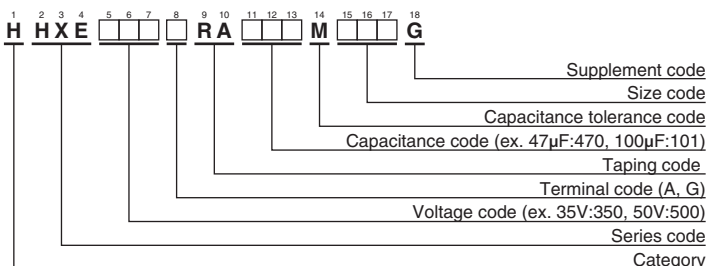 1 2 3 4 5 6 7 8 9 10 11 12 13 14 15 16 17 18
H HXE □□□ □ RA □□□ M □□□ G
Supplement code
Size code
Capacitance tolerance code
Capacitance code (ex. 47μF:470, 100μF:101)
Taping code
Terminal code (A, G)
Voltage code (ex. 35V:350, 50V:500)
Series code
Category